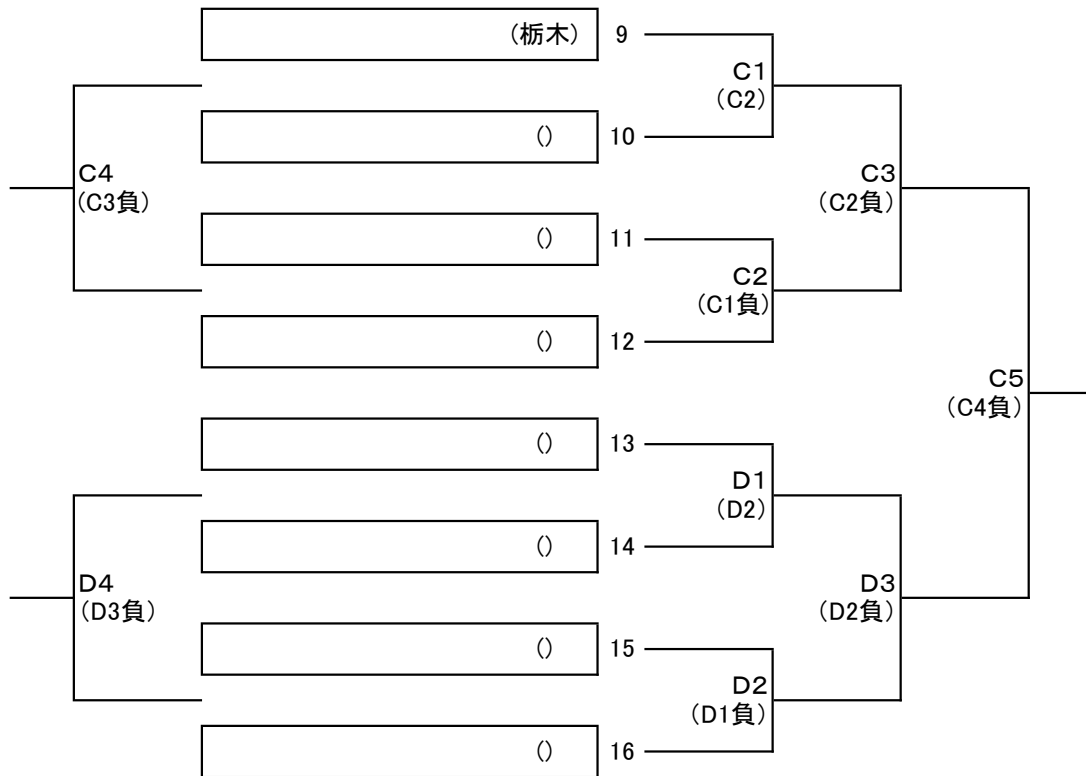 (栃木) 9
C1
(C2)
() 10
C4
(C3負)
C3
(C2負)
() 11
C2
(C1負)
() 12
C5
(C4負)
() 13
D1
(D2)
() 14
D4
(D3負)
D3
(D2負)
() 15
D2
(D1負)
() 16